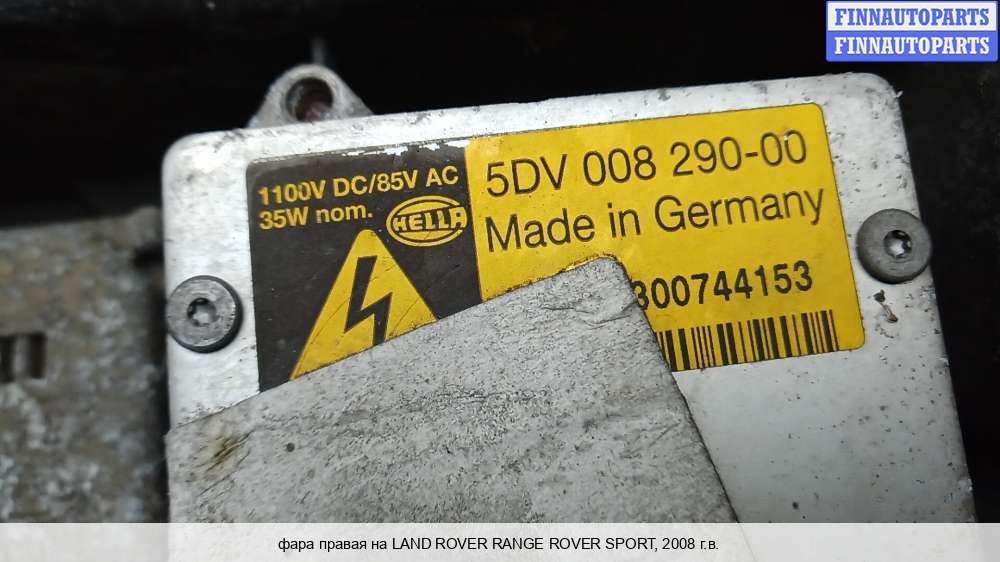 FINNAUTOPARTS
FINNAUTOPARTS
1100V DC/85V AC
35W nom.
HELLA
5DV 008 290-00
Made in Germany
300744153
фара правая на LAND ROVER RANGE ROVER SPORT, 2008 г.в.